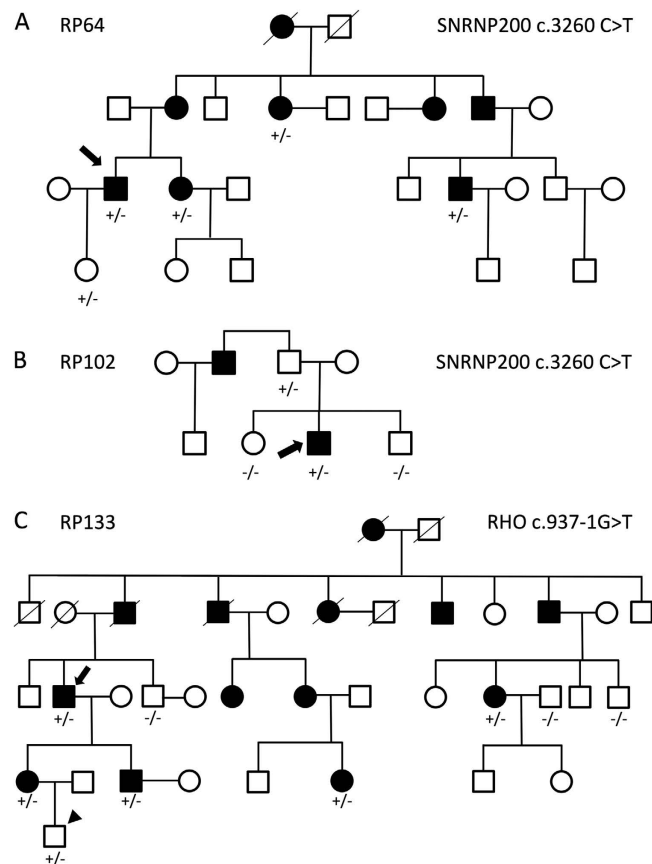 A RP64 SNRNP200 c.3260 C>T
+/-
+/- +/- +/-
+/-
B RP102 SNRNP200 c.3260 C>T
+/-
-/- +/- -/-
C RP133 RHO c.937-1G>T
+/- -/- +/- -/- -/-
+/- +/- +/-
+/-